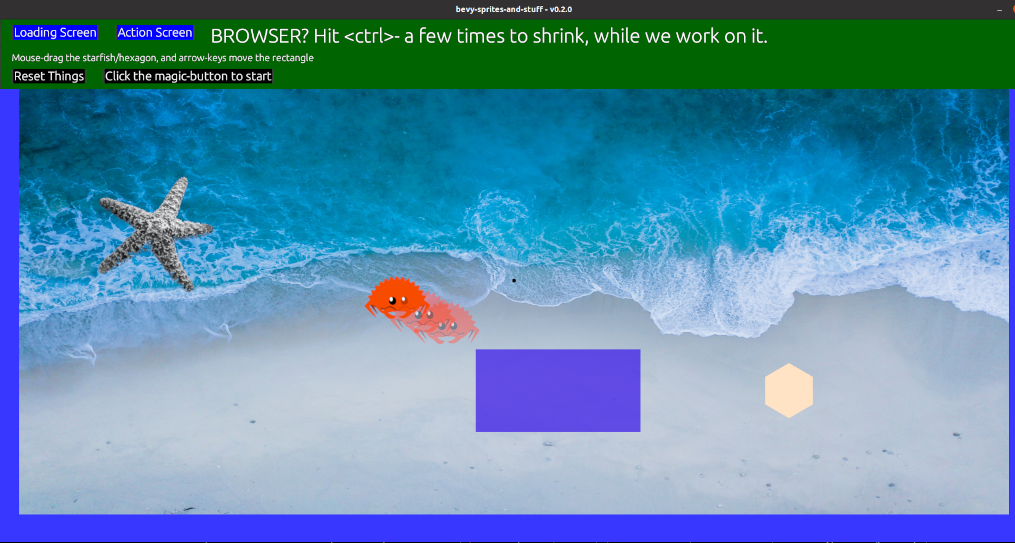 bevy-sprites-and-stuff - v0.2.0
Loading Screen Action Screen BROWSER? Hit <ctrl>- a few times to shrink, while we work on it.
Mouse-drag the starfish/hexagon, and arrow-keys move the rectangle
Reset Things Click the magic-button to start